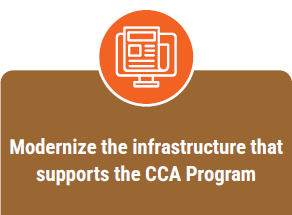 Modernize the infrastructure that
supports the CCA Program